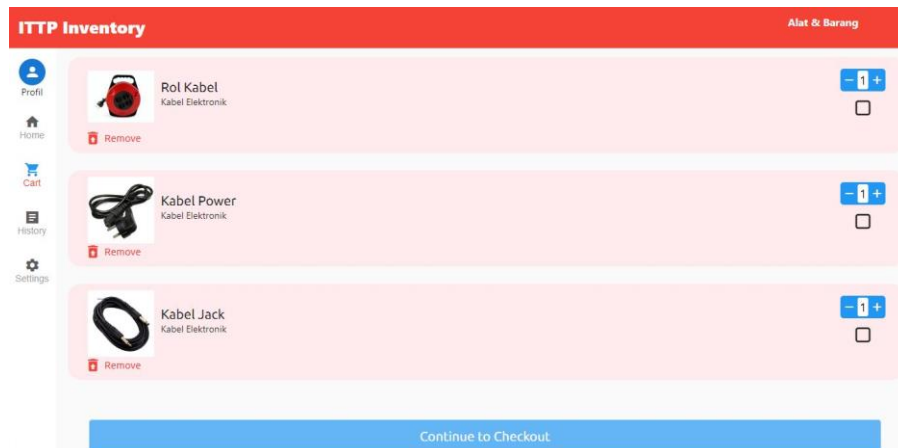 ITTP Inventory
Alat & Barang
Profil
Home
Cart
History
Settings
Rol Kabel
Kabel Elektronik
Remove
- 1 +
Kabel Power
Kabel Elektronik
Remove
- 1 +
Kabel Jack
Kabel Elektronik
Remove
- 1 +
Continue to Checkout